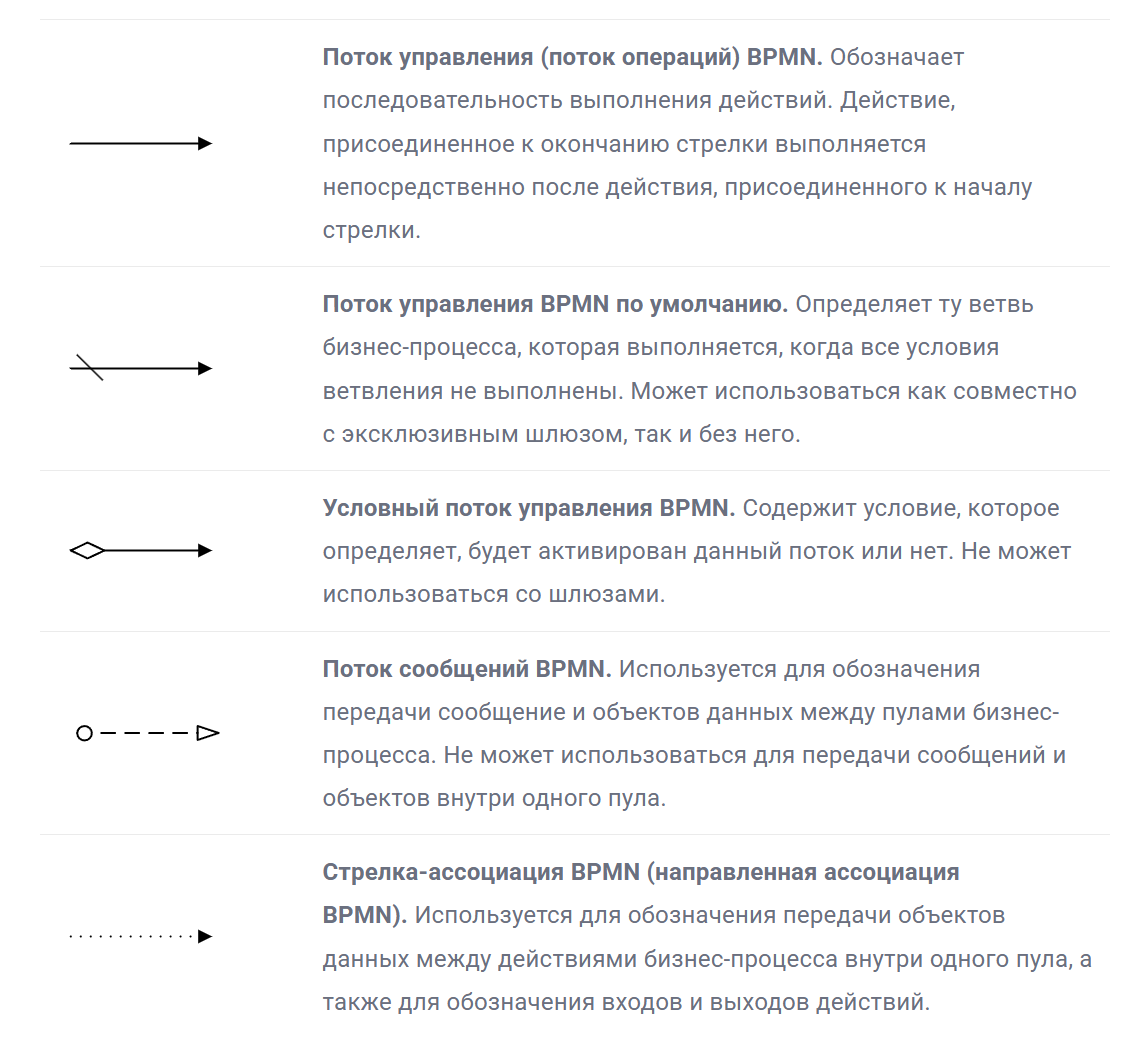 Поток управления (поток операций) BPMN. Обозначает
последовательность выполнения действий. Действие,
присоединенное к окончанию стрелки выполняется
непосредственно после действия, присоединенного к началу
стрелки.
Поток управления BPMN по умолчанию. Определяет ту ветвь
бизнес-процесса, которая выполняется, когда все условия
ветвления не выполнены. Может использоваться как совместно
с эксклюзивным шлюзом, так и без него.
Условный поток управления BPMN. Содержит условие, которое
определяет, будет активирован данный поток или нет. Не может
использоваться со шлюзами.
Поток сообщений BPMN. Используется для обозначения
передачи сообщение и объектов данных между пулами бизнес-
процесса. Не может использоваться для передачи сообщений и
объектов внутри одного пула.
Стрелка-ассоциация BPMN (направленная ассоциация
BPMN). Используется для обозначения передачи объектов
данных между действиями бизнес-процесса внутри одного пула, а
также для обозначения входов и выходов действий.